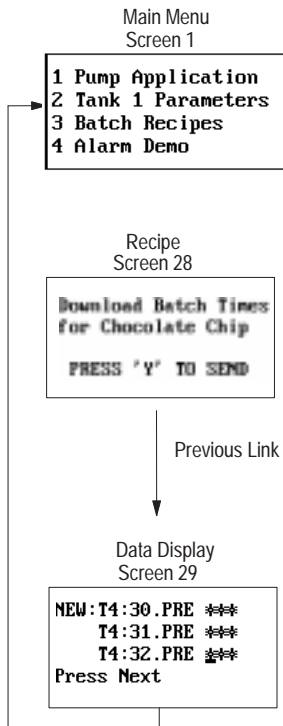 Main Menu
Screen 1
1 Pump Application
2 Tank 1 Parameters
3 Batch Recipes
4 Alarm Demo
Recipe
Screen 28
Download Batch Times
for Chocolate Chip
PRESS 'Y' TO SEND
Previous Link
Data Display
Screen 29
NEW:T4:30.PRE ***
T4:31.PRE ***
T4:32.PRE ***
Press Next